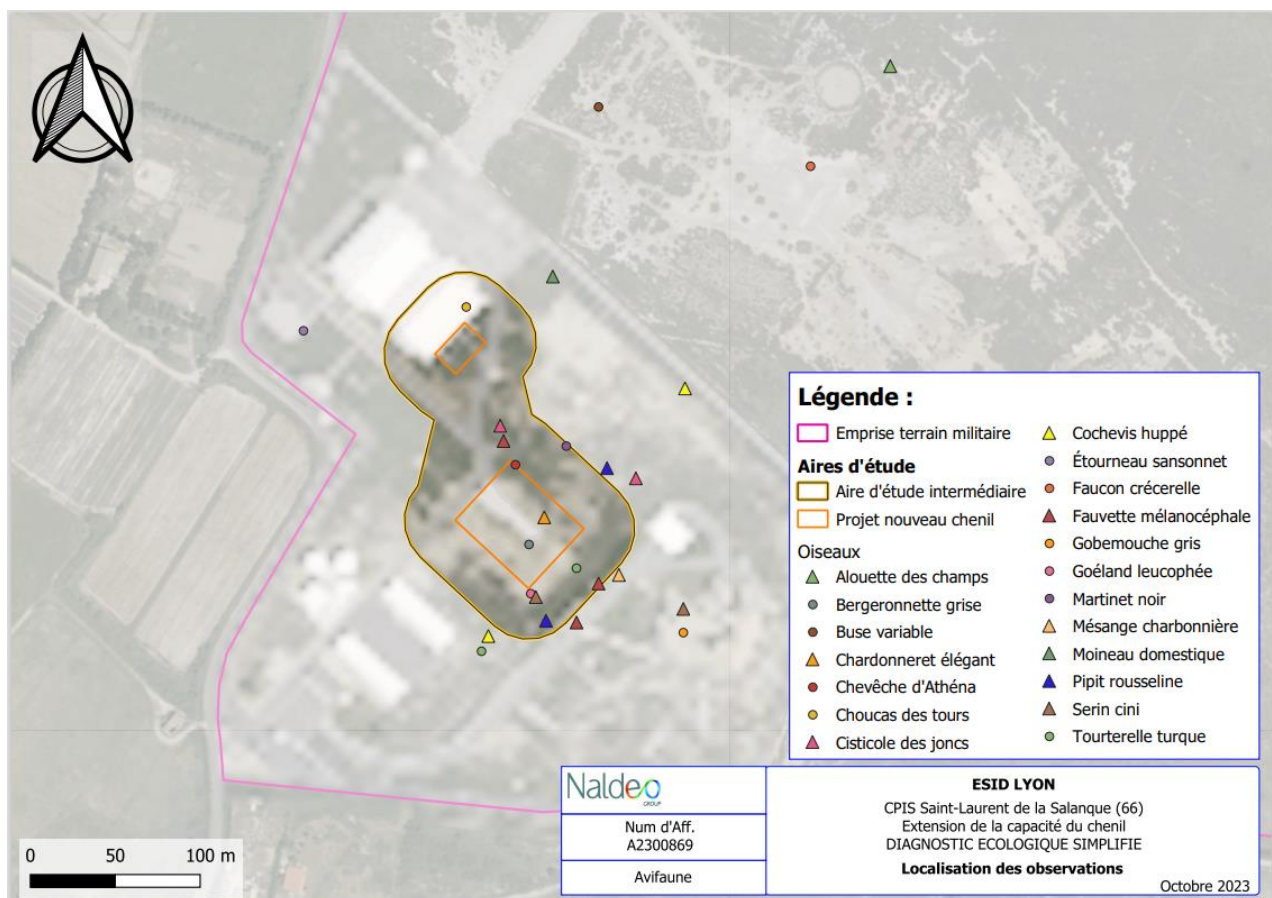 Légende :
Emprise terrain militaire
Aires d'étude
Aire d'étude intermédiaire
Projet nouveau chenil
Oiseaux
Alouette des champs
Bergeronnette grise
Buse variable
Chardonneret élégant
Chevêche d'Athéna
Choucas des tours
Cisticole des joncs
Cochevis huppé
Étourneau sansonnet
Faucon crécerelle
Fauvette mélanocéphale
Gobemouche gris
Goéland leucophée
Martinet noir
Mésange charbonnière
Moineau domestique
Pipit rousseline
Serin cini
Tourterelle turque
Naldeo
GROUP
Num d'Aff.
A2300869
Avifaune
ESID LYON
CPIS Saint-Laurent de la Salanque (66)
Extension de la capacité du chenil
DIAGNOSTIC ECOLOGIQUE SIMPLIFIE
Localisation des observations
Octobre 2023
0 50 100 m